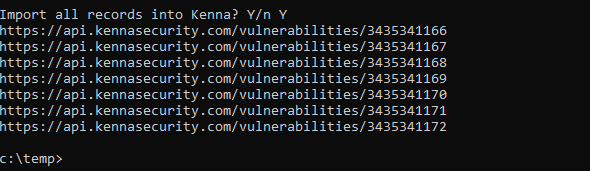 Import all records into Kenna? Y/n Y
https://api.kennasecurity.com/vulnerabilities/3435341166
https://api.kennasecurity.com/vulnerabilities/3435341167
https://api.kennasecurity.com/vulnerabilities/3435341168
https://api.kennasecurity.com/vulnerabilities/3435341169
https://api.kennasecurity.com/vulnerabilities/3435341170
https://api.kennasecurity.com/vulnerabilities/3435341171
https://api.kennasecurity.com/vulnerabilities/3435341172
c:\temp>